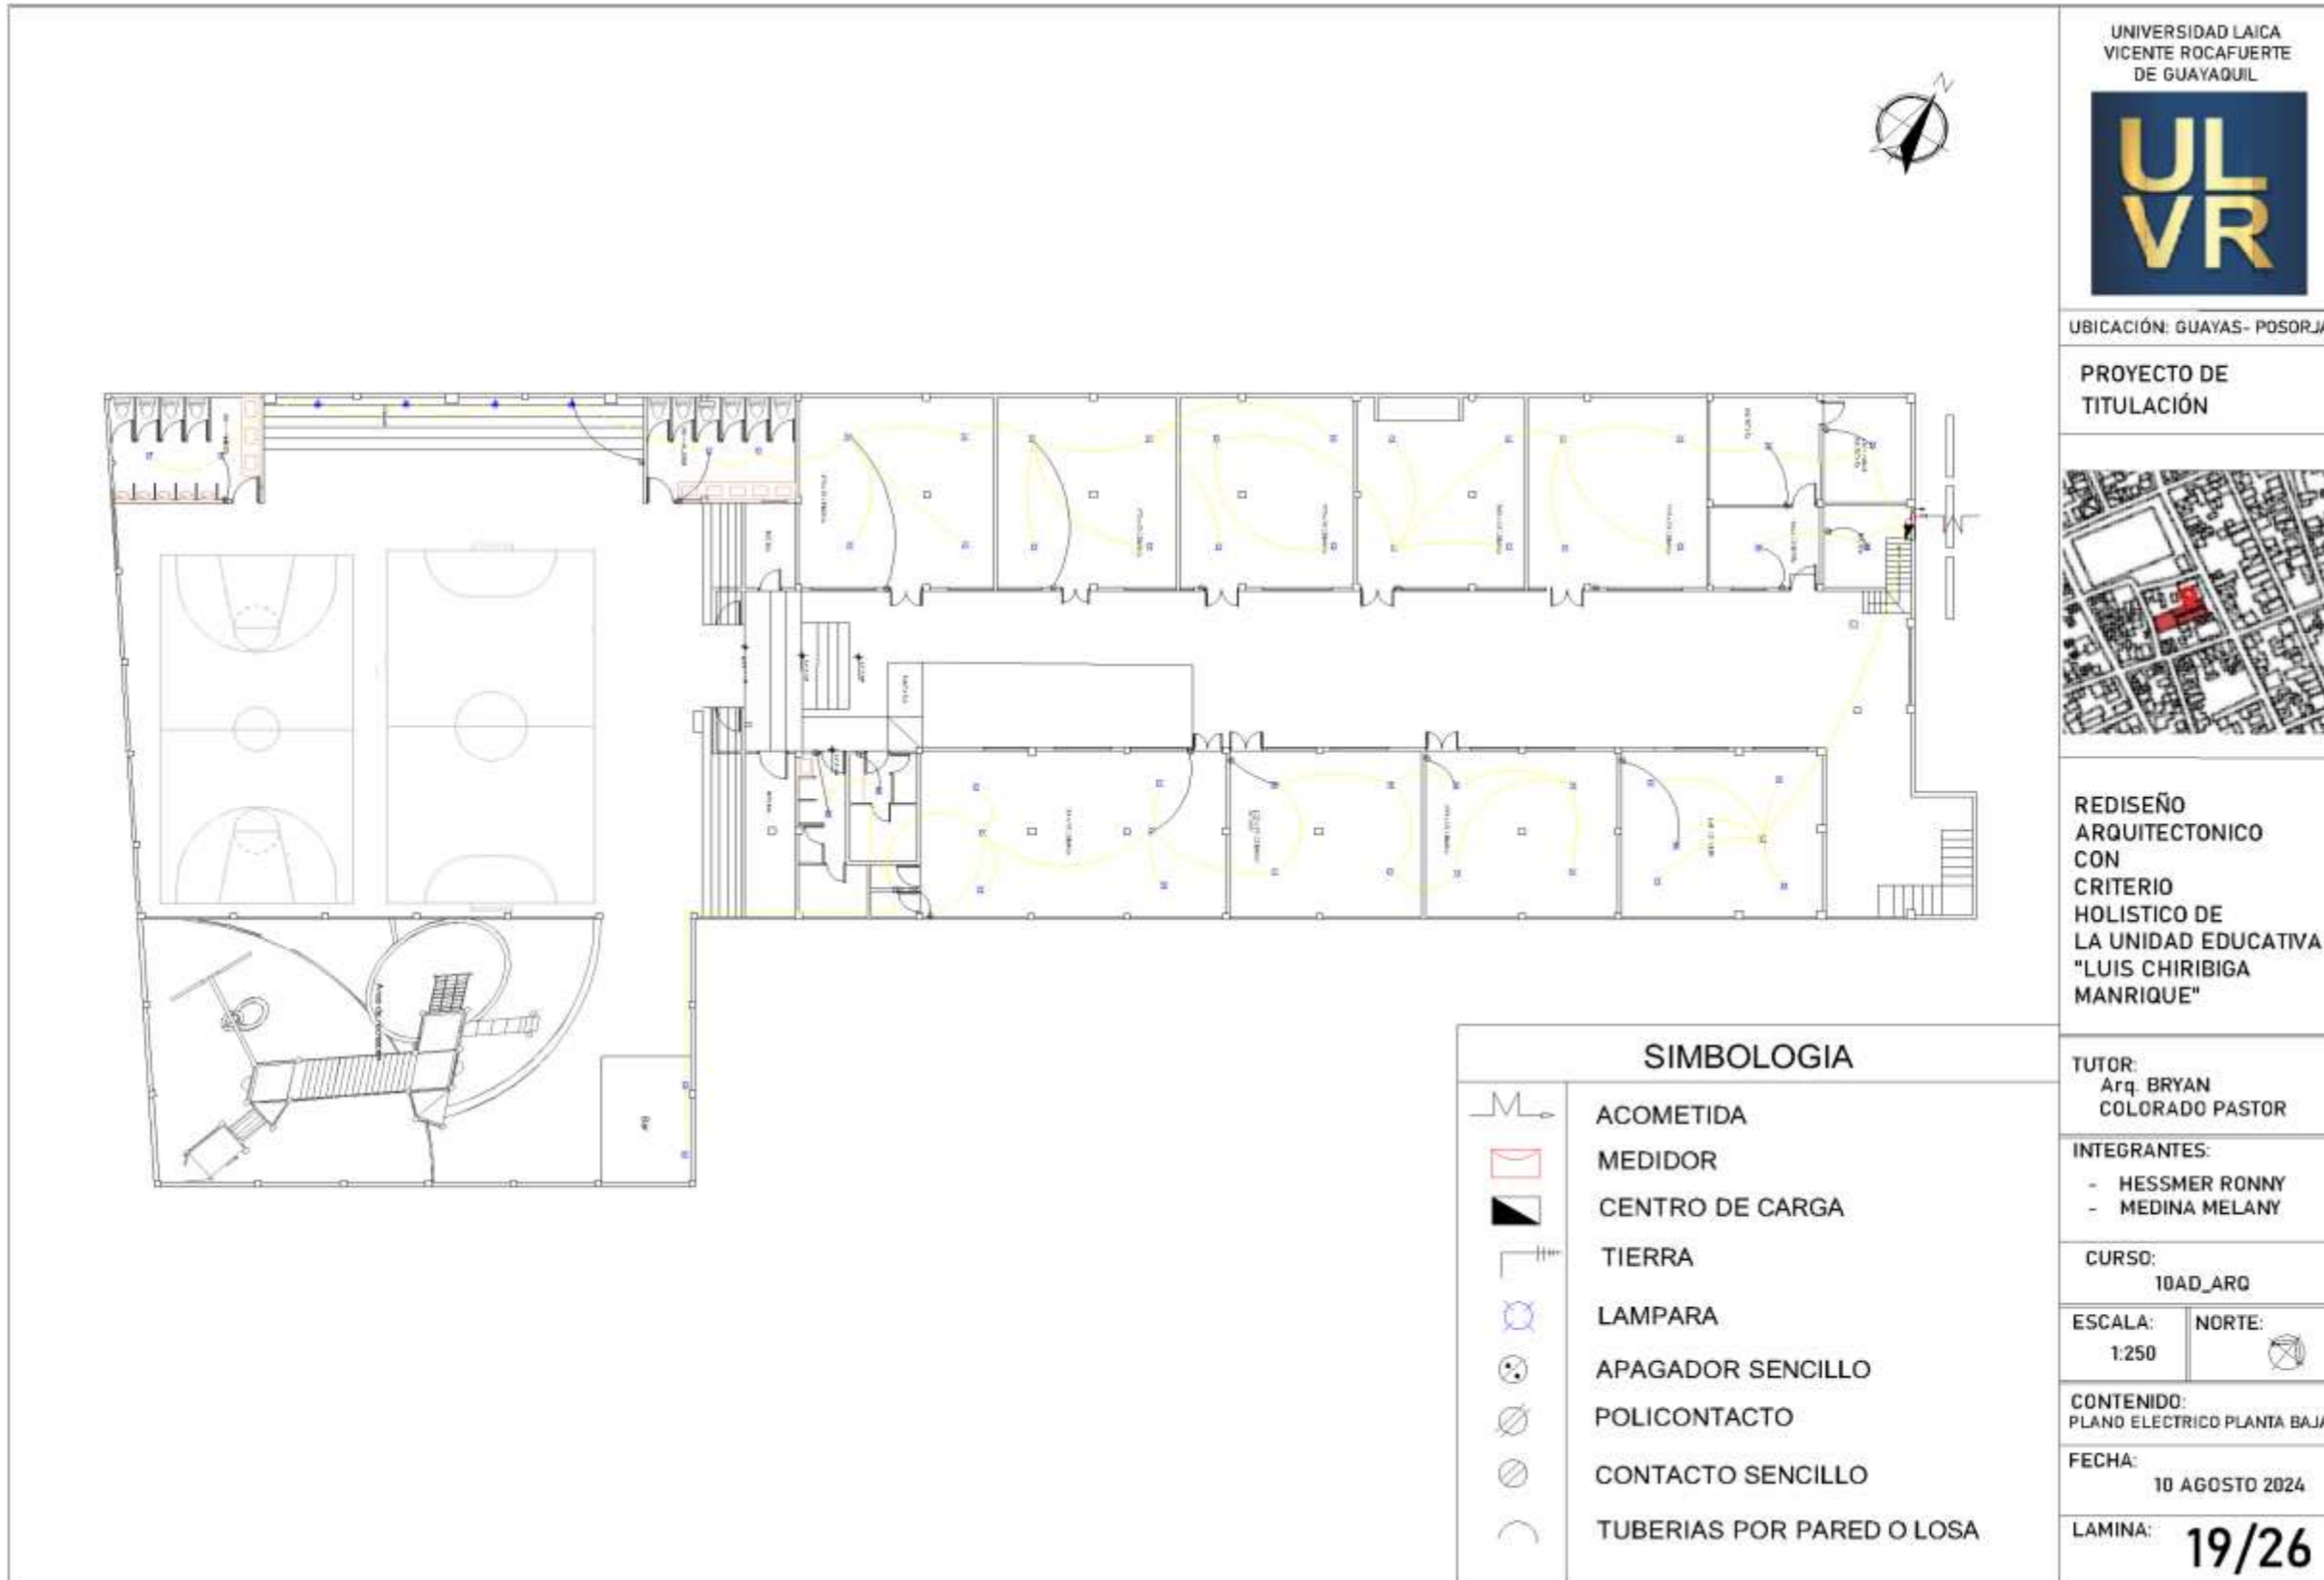 UNIVERSIDAD LAICA
VICENTE ROCAFUERTE
DE GUAYAQUIL
UL
VR
UBICACIÓN: GUAYAS- POSORJA
PROYECTO DE
TITULACIÓN
REDISEÑO
ARQUITECTONICO
CON
CRITERIO
HOLISTICO DE
LA UNIDAD EDUCATIVA
"LUIS CHIRIBIGA
MANRIQUE"
TUTOR:
Arq. BRYAN
COLORADO PASTOR
INTEGRANTES:
- HESSMER RONNY
- MEDINA MELANY
CURSO:
10AD_ARQ
ESCALA:
1:250
NORTE:
CONTENIDO:
PLANO ELECTRICO PLANTA BAJA
FECHA:
10 AGOSTO 2024
LAMINA: 19/26
N
Bar
SIMBOLOGIA
ACOMETIDA
MEDIDOR
CENTRO DE CARGA
TIERRA
LAMPARA
APAGADOR SENCILLO
POLICONTACTO
CONTACTO SENCILLO
TUBERIAS POR PARED O LOSA